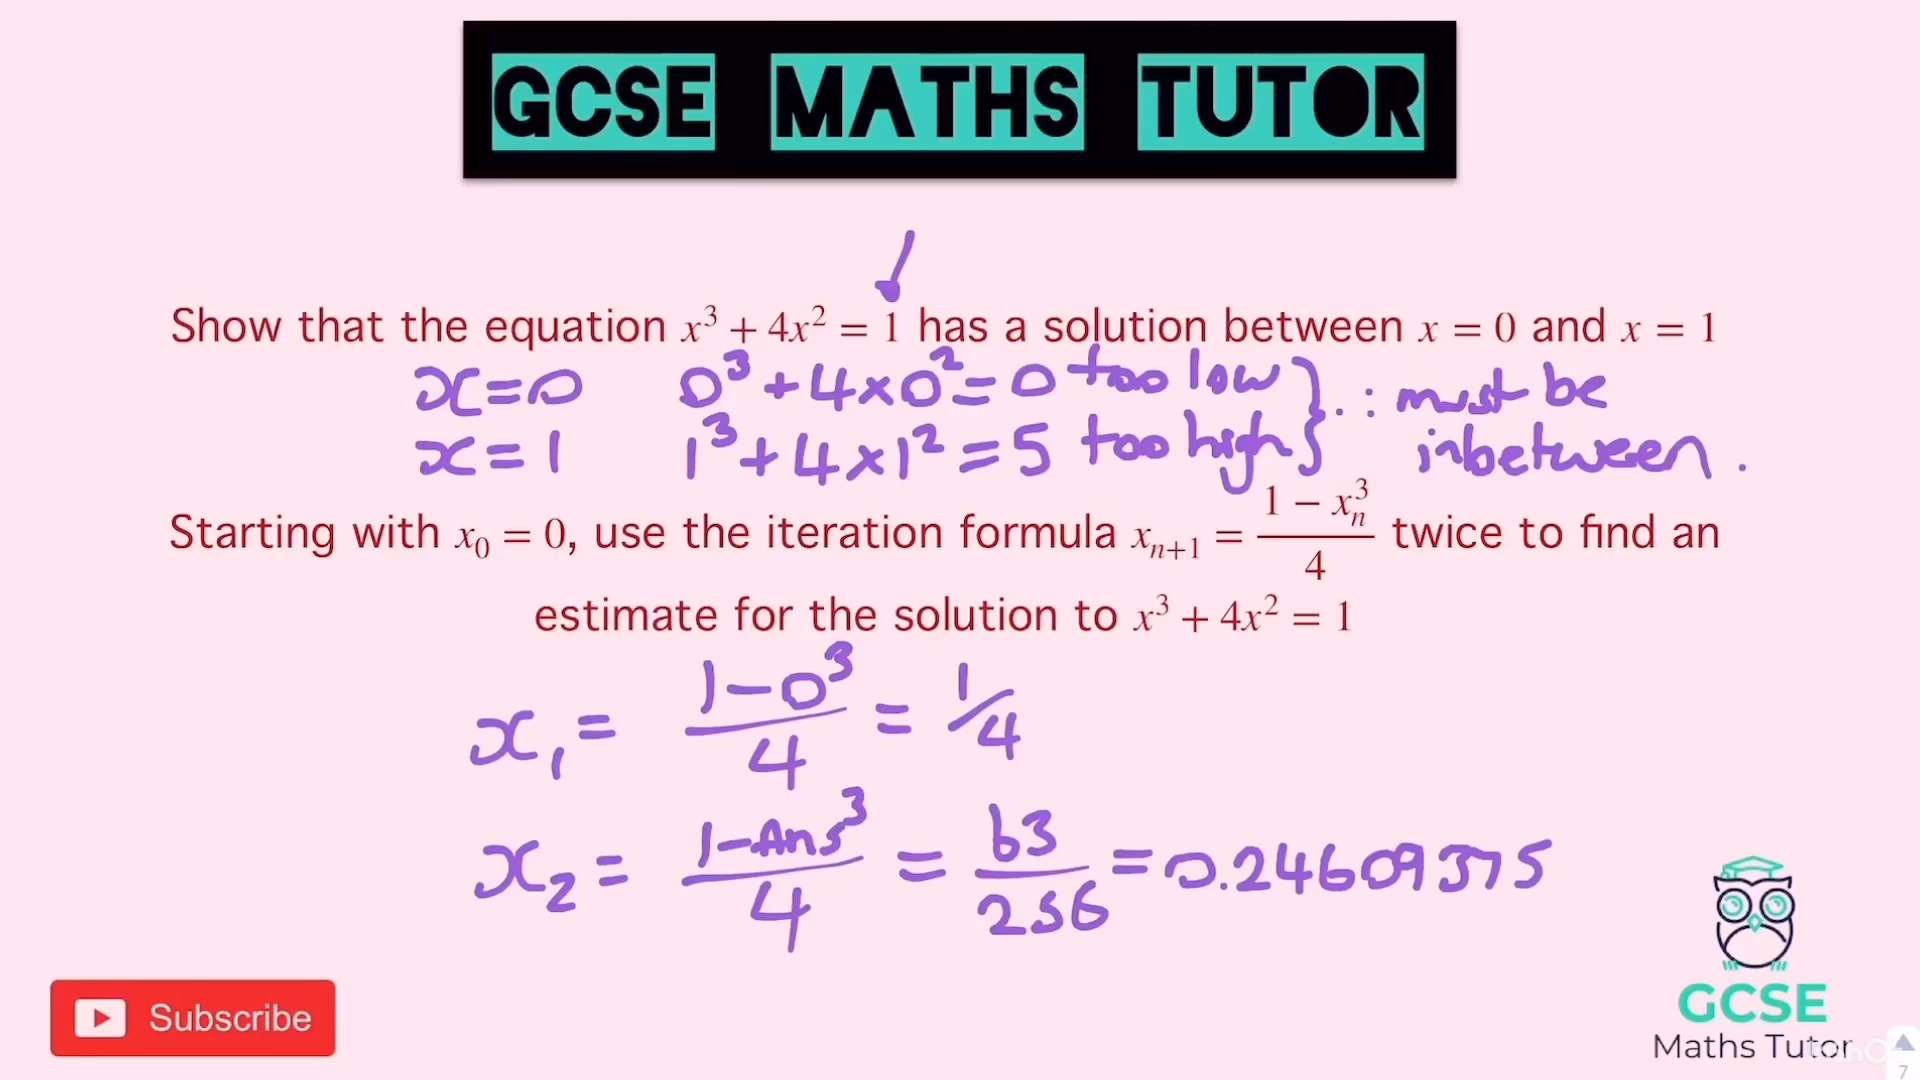 GCSE MATHS TUTOR
Show that the equation x³ + 4x² = 1 has a solution between x = 0 and x = 1
x=0 0³+4×0²=0 too low } ∴ must be
x=1 1³+4×1²=5 too high } inbetween.
Starting with x₀ = 0, use the iteration formula xₙ₊₁ = (1 − xₙ³)/4 twice to find an
estimate for the solution to x³ + 4x² = 1
x₁ = (1−0³)/4 = 1/4
x₂ = (1−Ans³)/4 = 63/256 = 0.24609375
Subscribe
GCSE
Maths Tutor
7